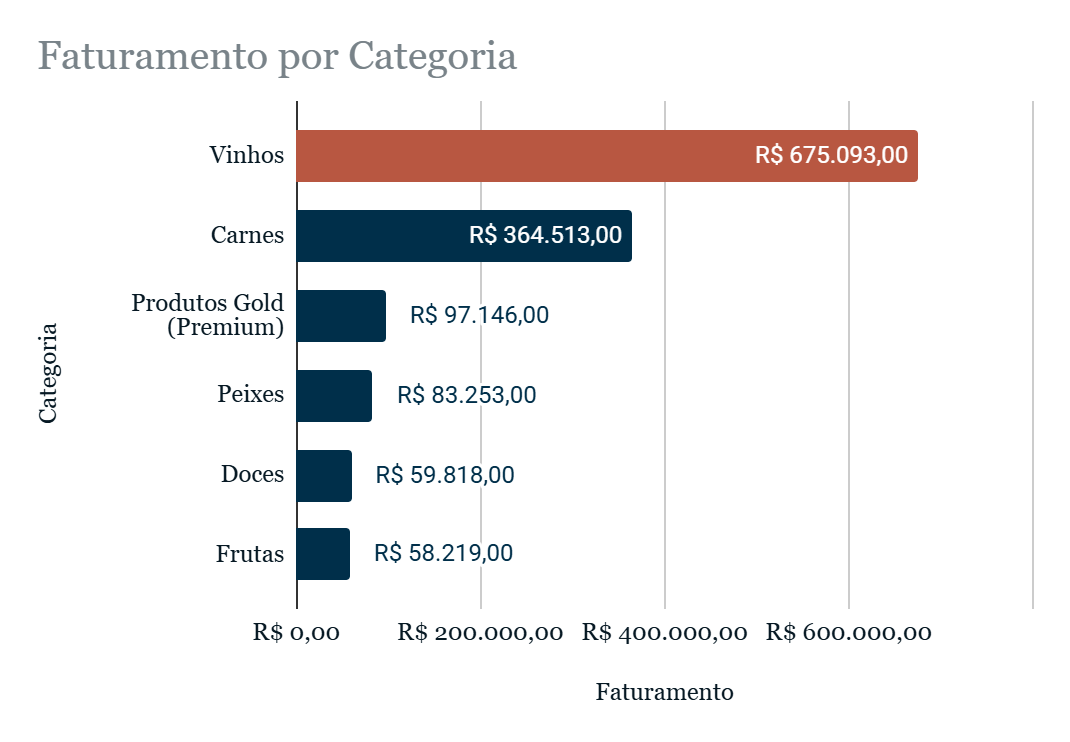 Faturamento por Categoria
Vinhos
R$ 675.093,00
Carnes
R$ 364.513,00
Produtos Gold
(Premium)
R$ 97.146,00
Peixes
R$ 83.253,00
Doces
R$ 59.818,00
Frutas
R$ 58.219,00
Categoria
R$ 0,00
R$ 200.000,00
R$ 400.000,00
R$ 600.000,00
Faturamento